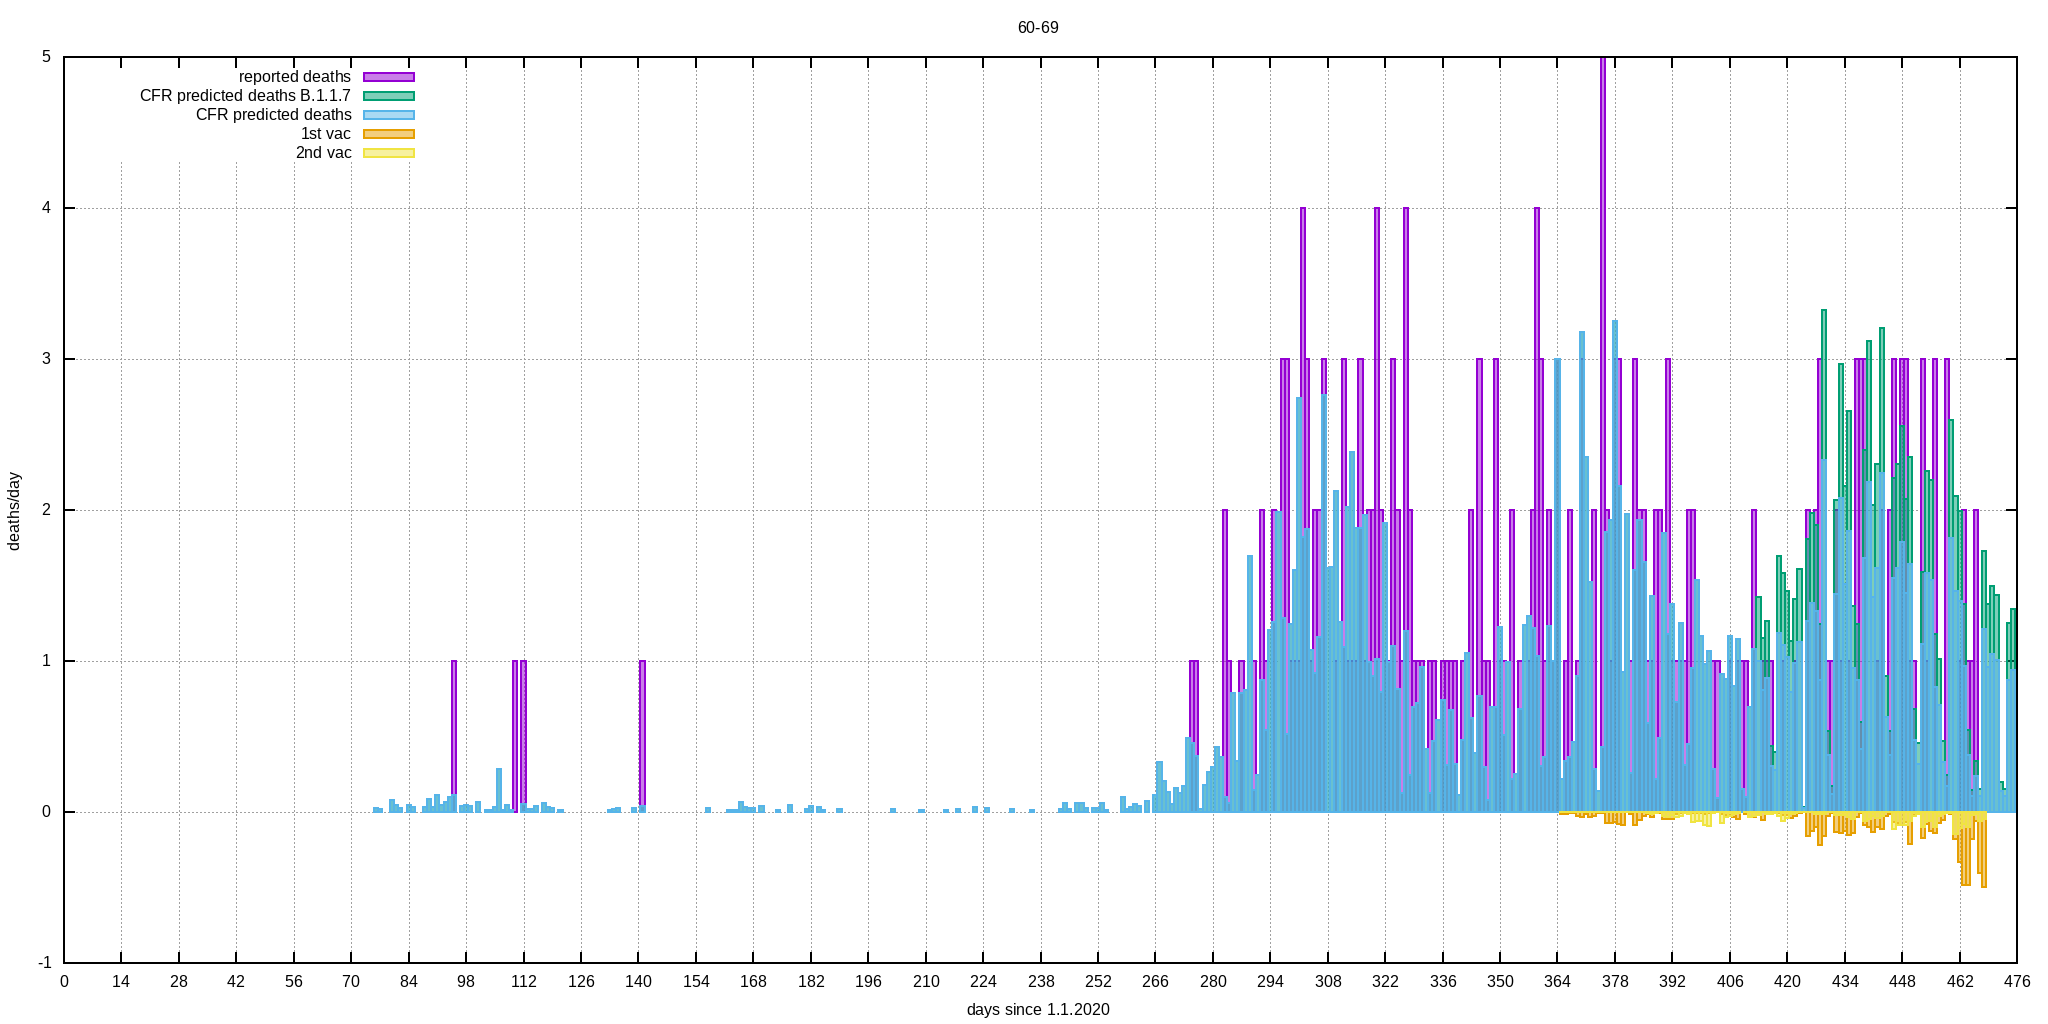 60-69
reported deaths
CFR predicted deaths B.1.1.7
CFR predicted deaths
1st vac
2nd vac
5
4
3
2
1
0
-1
deaths/day
0 14 28 42 56 70 84 98 112 126 140 154 168 182 196 210 224 238 252 266 280 294 308 322 336 350 364 378 392 406 420 434 448 462 476
days since 1.1.2020